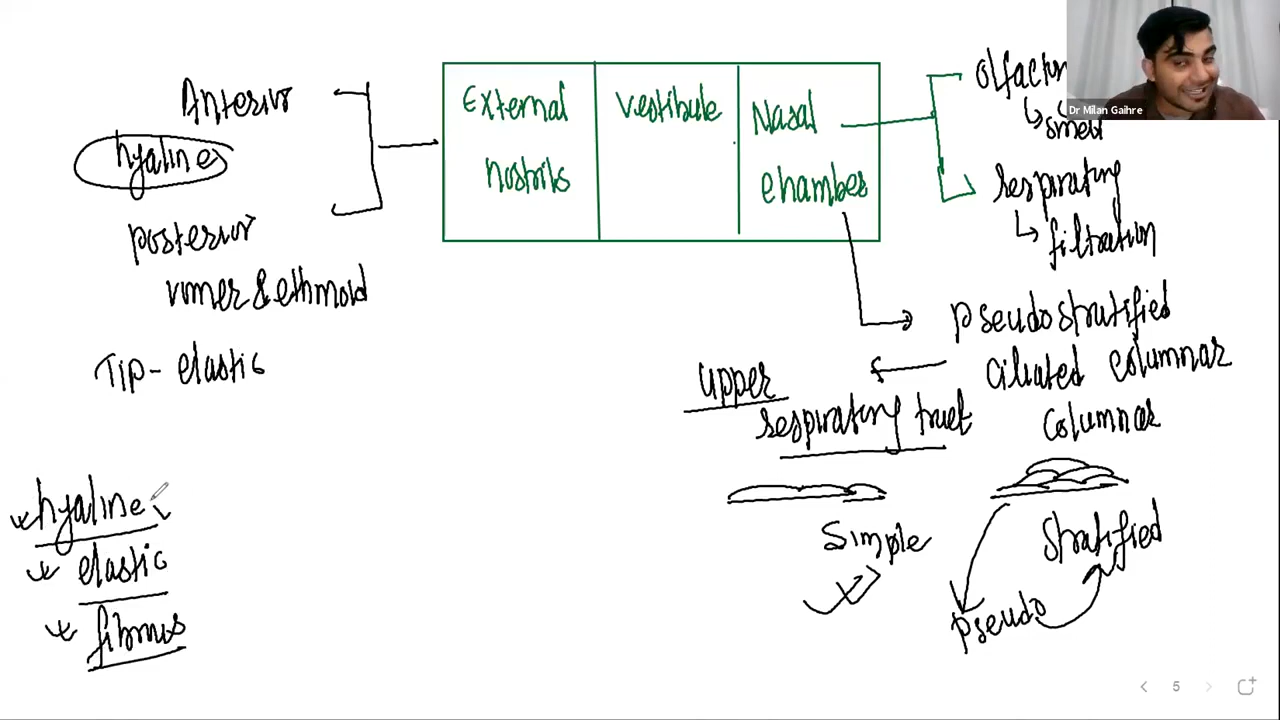 Anterior
hyaline
posterior
vomer & ethmoid
Tip - elastic
hyaline
elastic
fibrous
External
nostrils
Vestibule
Nasal
chamber
Olfactory
smell
respiratory
filtration
Dr Milan Gaihre
pseudostratified
ciliated columnar
columnar
upper
respiratory tract
Simple
Stratified
pseudo
5